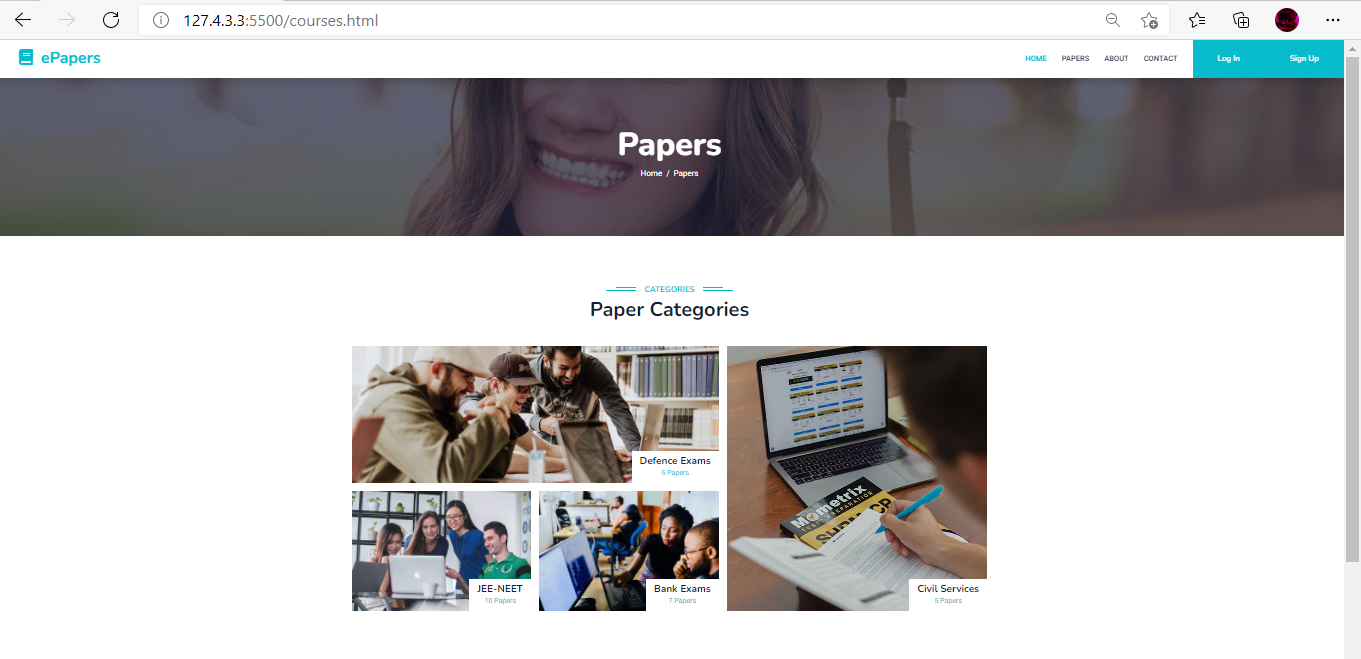 127.4.3.3:5500/courses.html
ePapers
HOME PAPERS ABOUT CONTACT Log In Sign Up
Papers
Home / Papers
CATEGORIES
Paper Categories
Defence Exams
5 Papers
Mometrix
TEST PREPARATION
JEE-NEET
10 Papers
Bank Exams
7 Papers
Civil Services
5 Papers